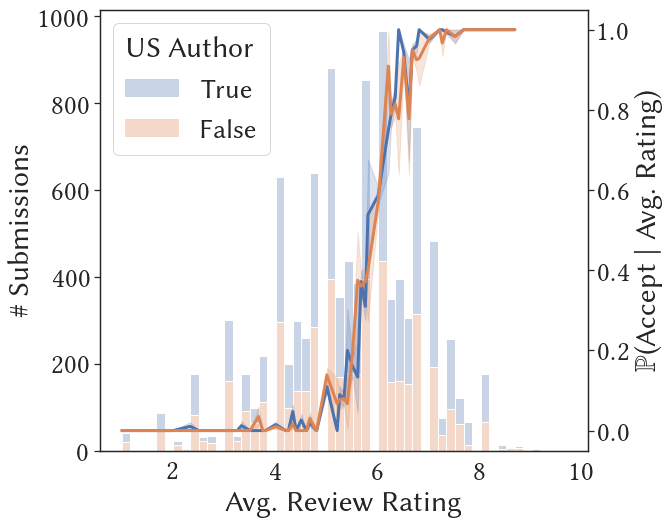 US Author
True
False
# Submissions
0
200
400
600
800
1000
2
4
6
8
10
Avg. Review Rating
0.0
0.2
0.4
0.6
0.8
1.0
ℙ(Accept | Avg. Rating)